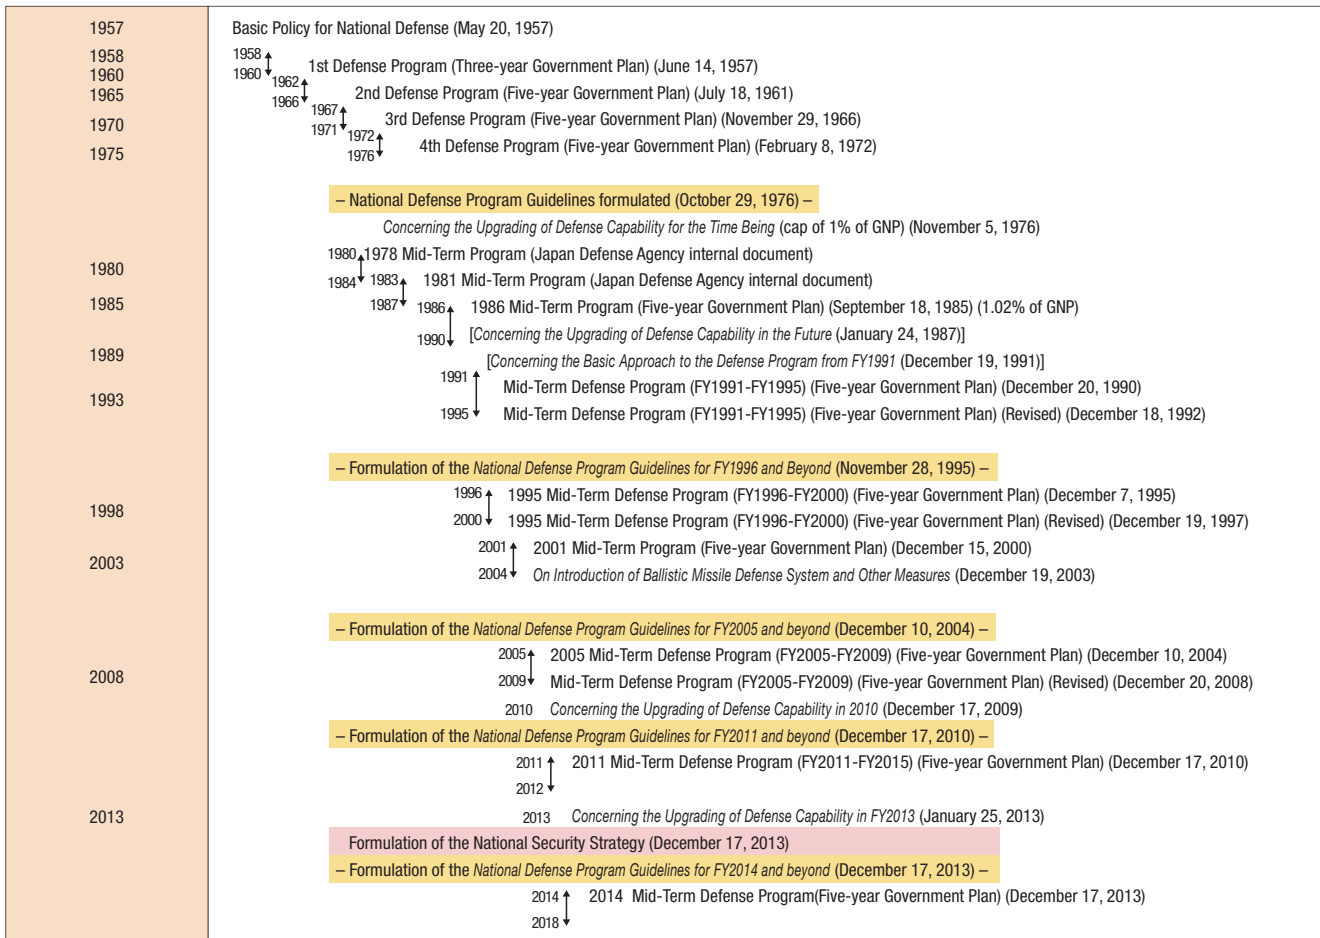 1957 Basic Policy for National Defense (May 20, 1957)
1958 1958
1960 1960 1st Defense Program (Three-year Government Plan) (June 14, 1957)
1965 1962 1966 2nd Defense Program (Five-year Government Plan) (July 18, 1961)
1970 1967 1971 3rd Defense Program (Five-year Government Plan) (November 29, 1966)
1975 1972 1976 4th Defense Program (Five-year Government Plan) (February 8, 1972)
– National Defense Program Guidelines formulated (October 29, 1976) –
Concerning the Upgrading of Defense Capability for the Time Being (cap of 1% of GNP) (November 5, 1976)
1980 1978 Mid-Term Program (Japan Defense Agency internal document)
1980 1984 1983 1981 Mid-Term Program (Japan Defense Agency internal document)
1985 1987 1986 1986 Mid-Term Program (Five-year Government Plan) (September 18, 1985) (1.02% of GNP)
1990 [Concerning the Upgrading of Defense Capability in the Future (January 24, 1987)]
1989 [Concerning the Basic Approach to the Defense Program from FY1991 (December 19, 1991)]
1991 Mid-Term Defense Program (FY1991-FY1995) (Five-year Government Plan) (December 20, 1990)
1993 1995 Mid-Term Defense Program (FY1991-FY1995) (Five-year Government Plan) (Revised) (December 18, 1992)
– Formulation of the National Defense Program Guidelines for FY1996 and Beyond (November 28, 1995) –
1996 1995 Mid-Term Defense Program (FY1996-FY2000) (Five-year Government Plan) (December 7, 1995)
1998 2000 1995 Mid-Term Defense Program (FY1996-FY2000) (Five-year Government Plan) (Revised) (December 19, 1997)
2001 2001 Mid-Term Program (Five-year Government Plan) (December 15, 2000)
2003 2004 On Introduction of Ballistic Missile Defense System and Other Measures (December 19, 2003)
– Formulation of the National Defense Program Guidelines for FY2005 and beyond (December 10, 2004) –
2005 2005 Mid-Term Defense Program (FY2005-FY2009) (Five-year Government Plan) (December 10, 2004)
2008 2009 Mid-Term Defense Program (FY2005-FY2009) (Five-year Government Plan) (Revised) (December 20, 2008)
2010 Concerning the Upgrading of Defense Capability in 2010 (December 17, 2009)
– Formulation of the National Defense Program Guidelines for FY2011 and beyond (December 17, 2010) –
2011 2011 Mid-Term Defense Program (FY2011-FY2015) (Five-year Government Plan) (December 17, 2010)
2012
2013 2013 Concerning the Upgrading of Defense Capability in FY2013 (January 25, 2013)
Formulation of the National Security Strategy (December 17, 2013)
– Formulation of the National Defense Program Guidelines for FY2014 and beyond (December 17, 2013) –
2014 2014 Mid-Term Defense Program(Five-year Government Plan) (December 17, 2013)
2018